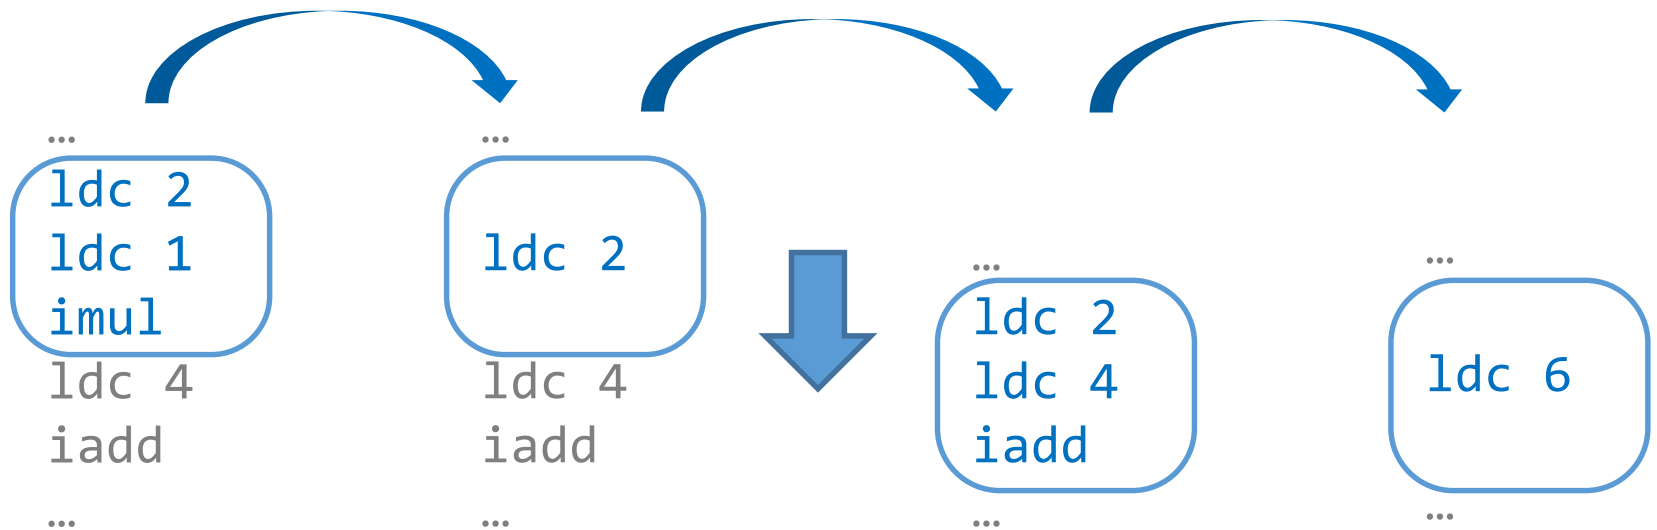 …
ldc 2
ldc 1
imul
ldc 4
iadd
…
…
ldc 2
ldc 4
iadd
…
…
ldc 2
ldc 4
iadd
…
…
ldc 6
…